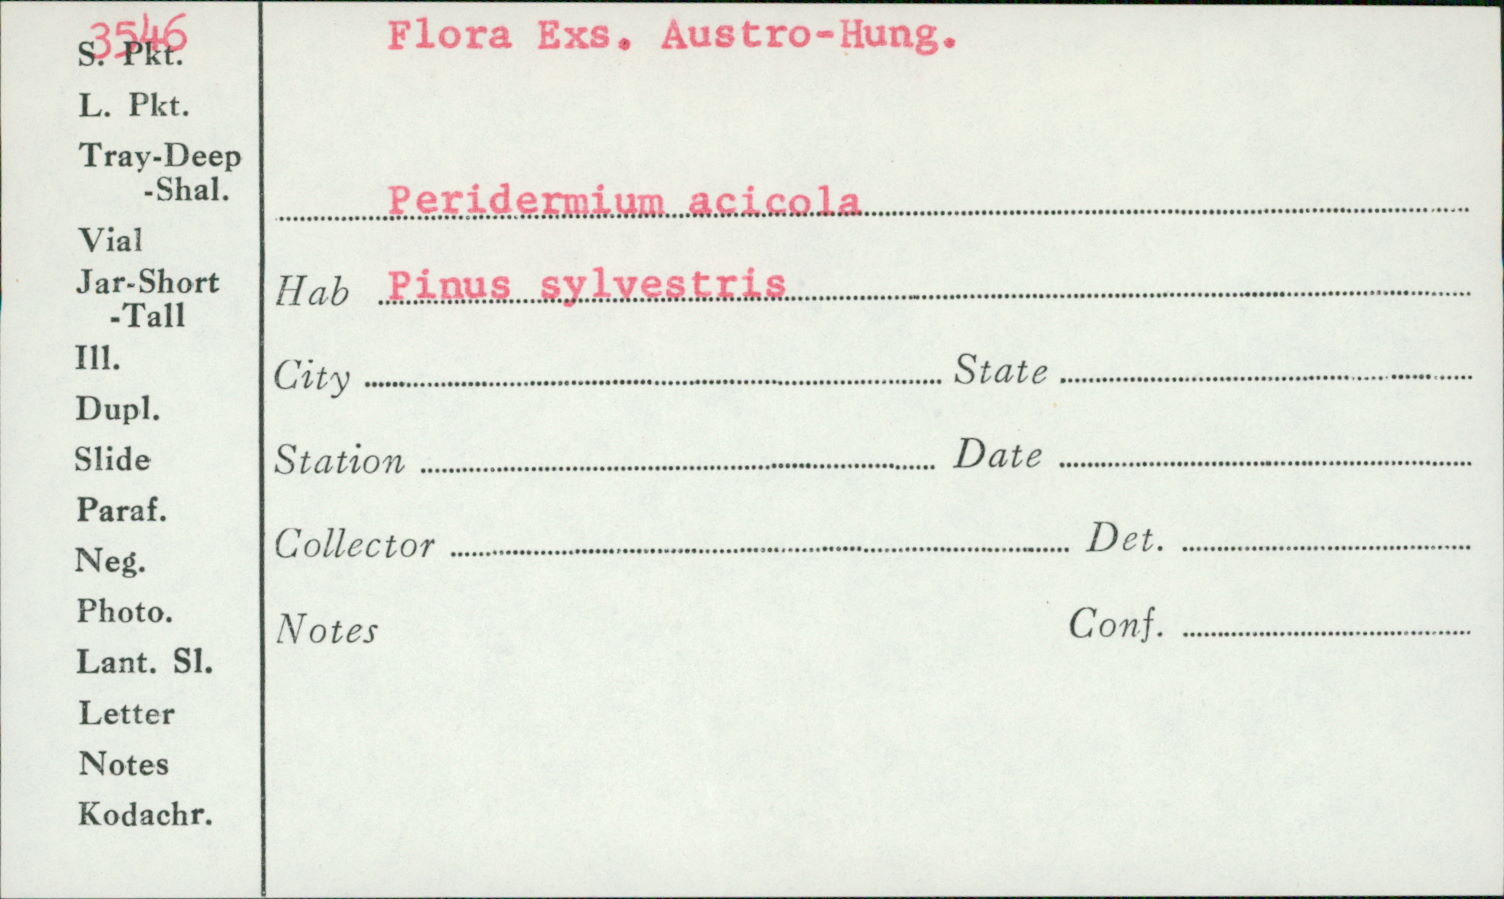 3546
S. Pkt.
L. Pkt.
Tray-Deep
-Shal.
Vial
Jar-Short
-Tall
Ill.
Dupl.
Slide
Paraf.
Neg.
Photo.
Lant. Sl.
Letter
Notes
Kodachr.
Flora Exs. Austro-Hung.
Peridermium acicola
Hab Pinus sylvestris
City State
Station Date
Collector Det.
Notes Conf.